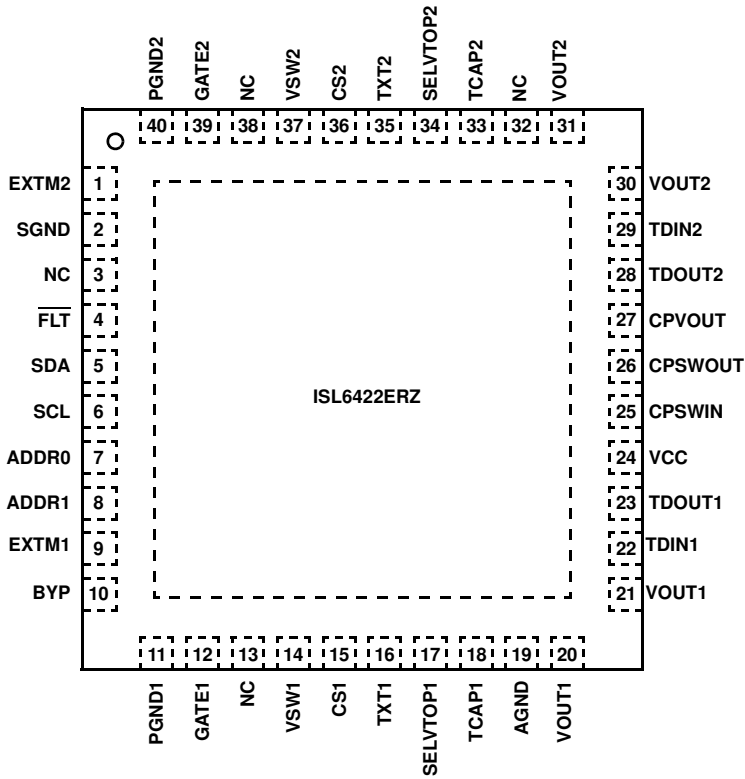 PGND2
GATE2
NC
VSW2
CS2
TXT2
SELVTOP2
TCAP2
NC
VOUT2
40 39 38 37 36 35 34 33 32 31
EXTM2 1
SGND 2
NC 3
FLT 4
SDA 5
SCL 6
ADDR0 7
ADDR1 8
EXTM1 9
BYP 10
ISL6422ERZ
30 VOUT2
29 TDIN2
28 TDOUT2
27 CPVOUT
26 CPSWOUT
25 CPSWIN
24 VCC
23 TDOUT1
22 TDIN1
21 VOUT1
11 12 13 14 15 16 17 18 19 20
PGND1
GATE1
NC
VSW1
CS1
TXT1
SELVTOP1
TCAP1
AGND
VOUT1